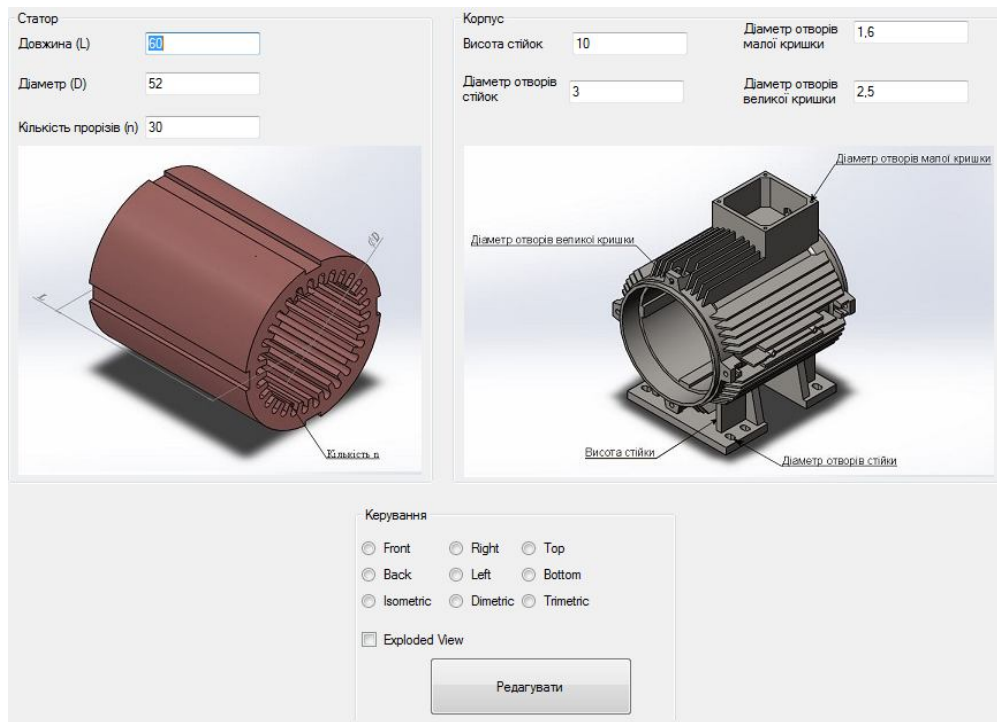 Статор
Довжина (L) 60
Діаметр (D) 52
Кількість прорізів (n) 30
L
∅D
Кількість n
Корпус
Висота стійок 10
Діаметр отворів
малої кришки 1,6
Діаметр отворів
стійок 3
Діаметр отворів
великої кришки 2,5
Діаметр отворів малої кришки
Діаметр отворів великої кришки
Висота стійки
Діаметр отворів стійки
Керування
Front Right Top
Back Left Bottom
Isometric Dimetric Trimetric
Exploded View
Редагувати